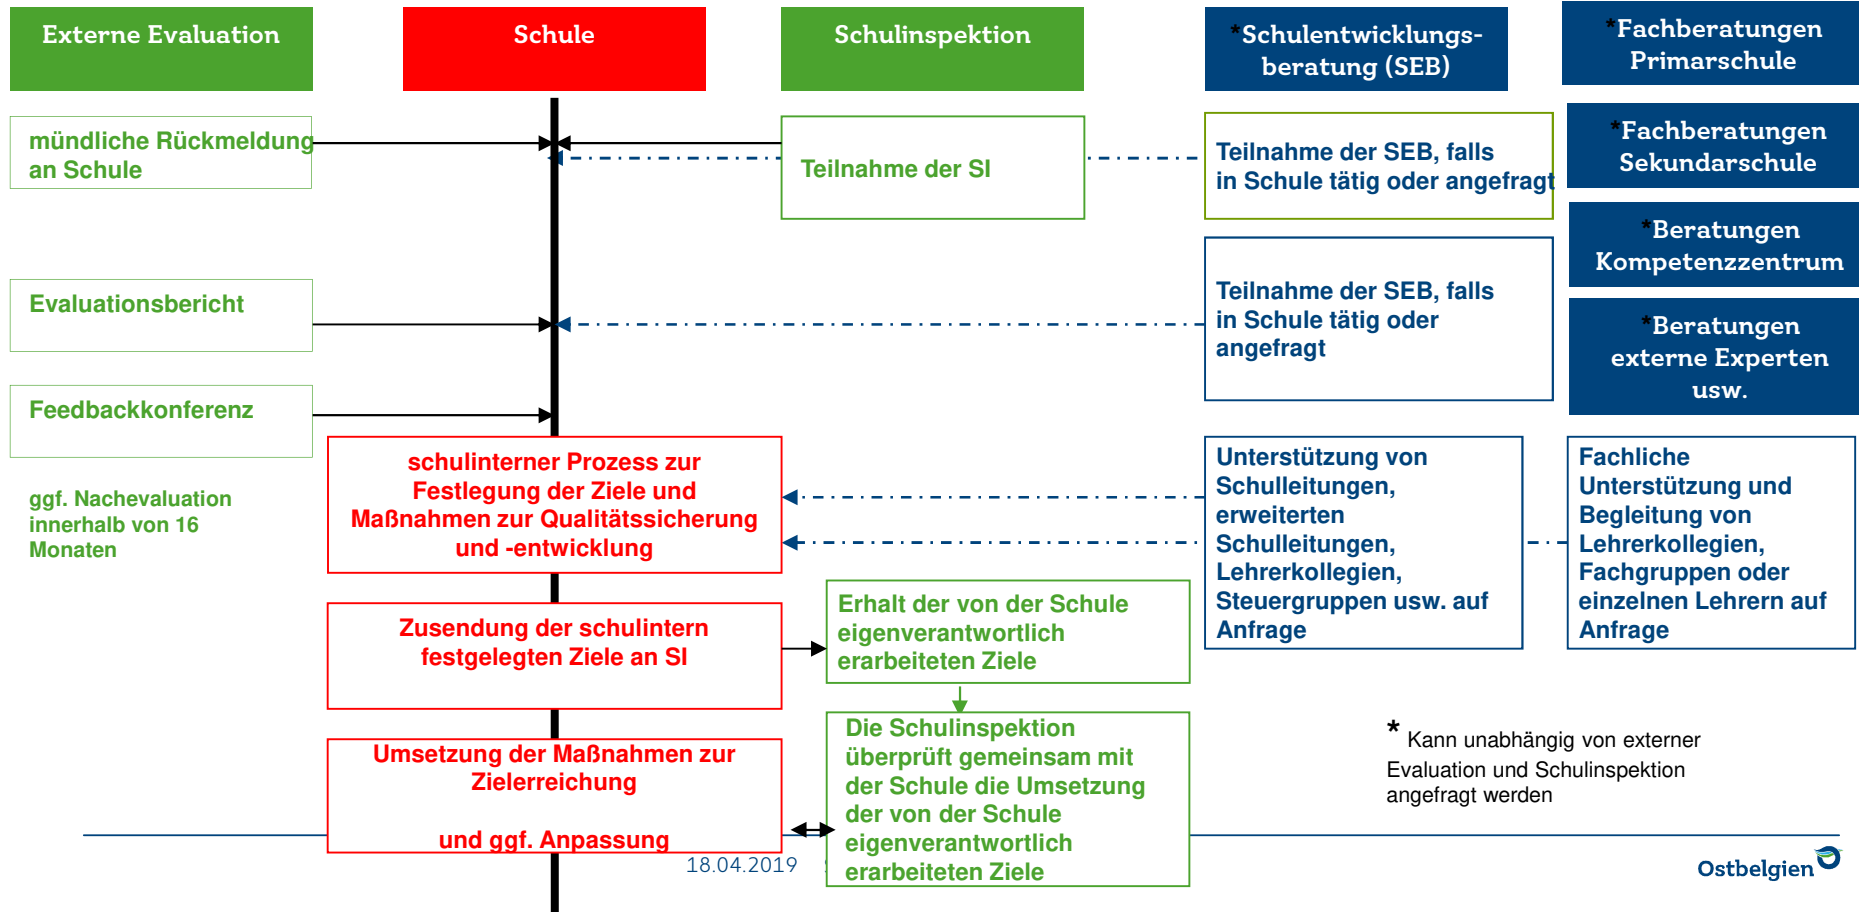 Externe Evaluation
Schule
Schulinspektion
*Schulentwicklungs-
beratung (SEB)
*Fachberatungen
Primarschule
*Fachberatungen
Sekundarschule
*Beratungen
Kompetenzzentrum
*Beratungen
externe Experten
usw.
mündliche Rückmeldung
an Schule
Teilnahme der SI
Teilnahme der SEB, falls
in Schule tätig oder angefragt
Evaluationsbericht
Teilnahme der SEB, falls
in Schule tätig oder
angefragt
Feedbackkonferenz
ggf. Nachevaluation
innerhalb von 16
Monaten
schulinterner Prozess zur
Festlegung der Ziele und
Maßnahmen zur Qualitätssicherung
und -entwicklung
Unterstützung von
Schulleitungen,
erweiterten
Schulleitungen,
Lehrerkollegien,
Steuergruppen usw. auf
Anfrage
Fachliche
Unterstützung und
Begleitung von
Lehrerkollegien,
Fachgruppen oder
einzelnen Lehrern auf
Anfrage
Zusendung der schulintern
festgelegten Ziele an SI
Erhalt der von der Schule
eigenverantwortlich
erarbeiteten Ziele
Umsetzung der Maßnahmen zur
Zielerreichung
und ggf. Anpassung
Die Schulinspektion
überprüft gemeinsam mit
der Schule die Umsetzung
der von der Schule
eigenverantwortlich
erarbeiteten Ziele
* Kann unabhängig von externer
Evaluation und Schulinspektion
angefragt werden
18.04.2019
Ostbelgien